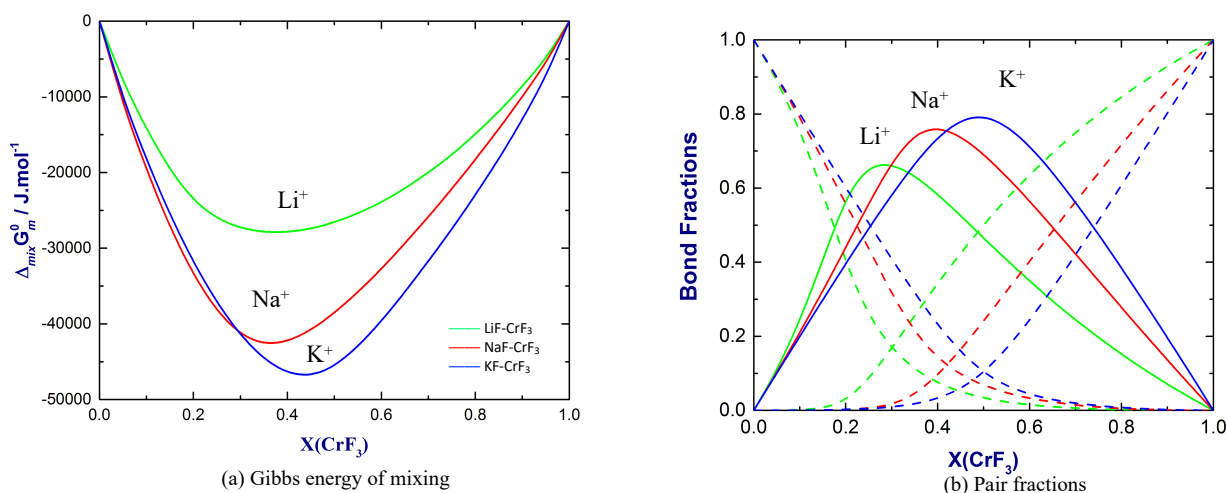 0
-10000
-20000
-30000
-40000
-50000
Δ_mix G⁰_m / J.mol⁻¹
Li⁺
Na⁺
K⁺
LiF-CrF₃
NaF-CrF₃
KF-CrF₃
0.0 0.2 0.4 0.6 0.8 1.0
X(CrF₃)
(a) Gibbs energy of mixing
1.0
0.8
0.6
0.4
0.2
0.0
Bond Fractions
K⁺
Na⁺
Li⁺
0.0 0.2 0.4 0.6 0.8 1.0
X(CrF₃)
(b) Pair fractions